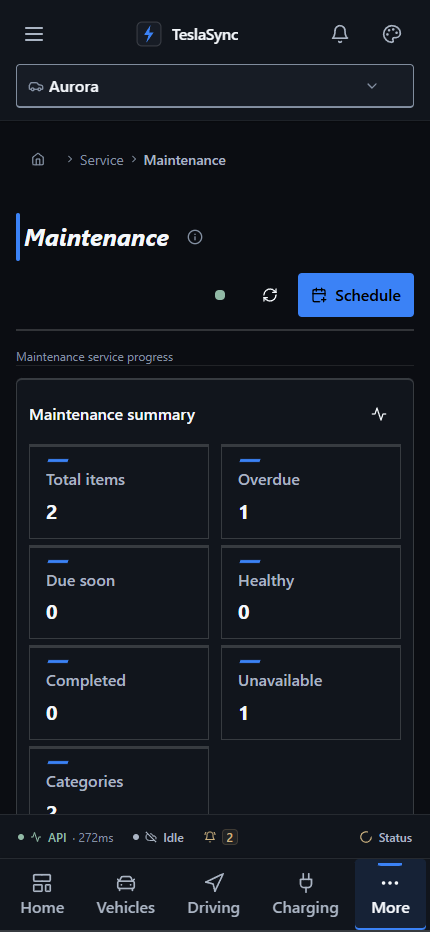 TeslaSync
Aurora
Service Maintenance
Maintenance
Schedule
Maintenance service progress
Maintenance summary
Total items
2
Overdue
1
Due soon
0
Healthy
0
Completed
0
Unavailable
1
Categories
2
API · 272ms
Idle
2
Status
Home
Vehicles
Driving
Charging
More